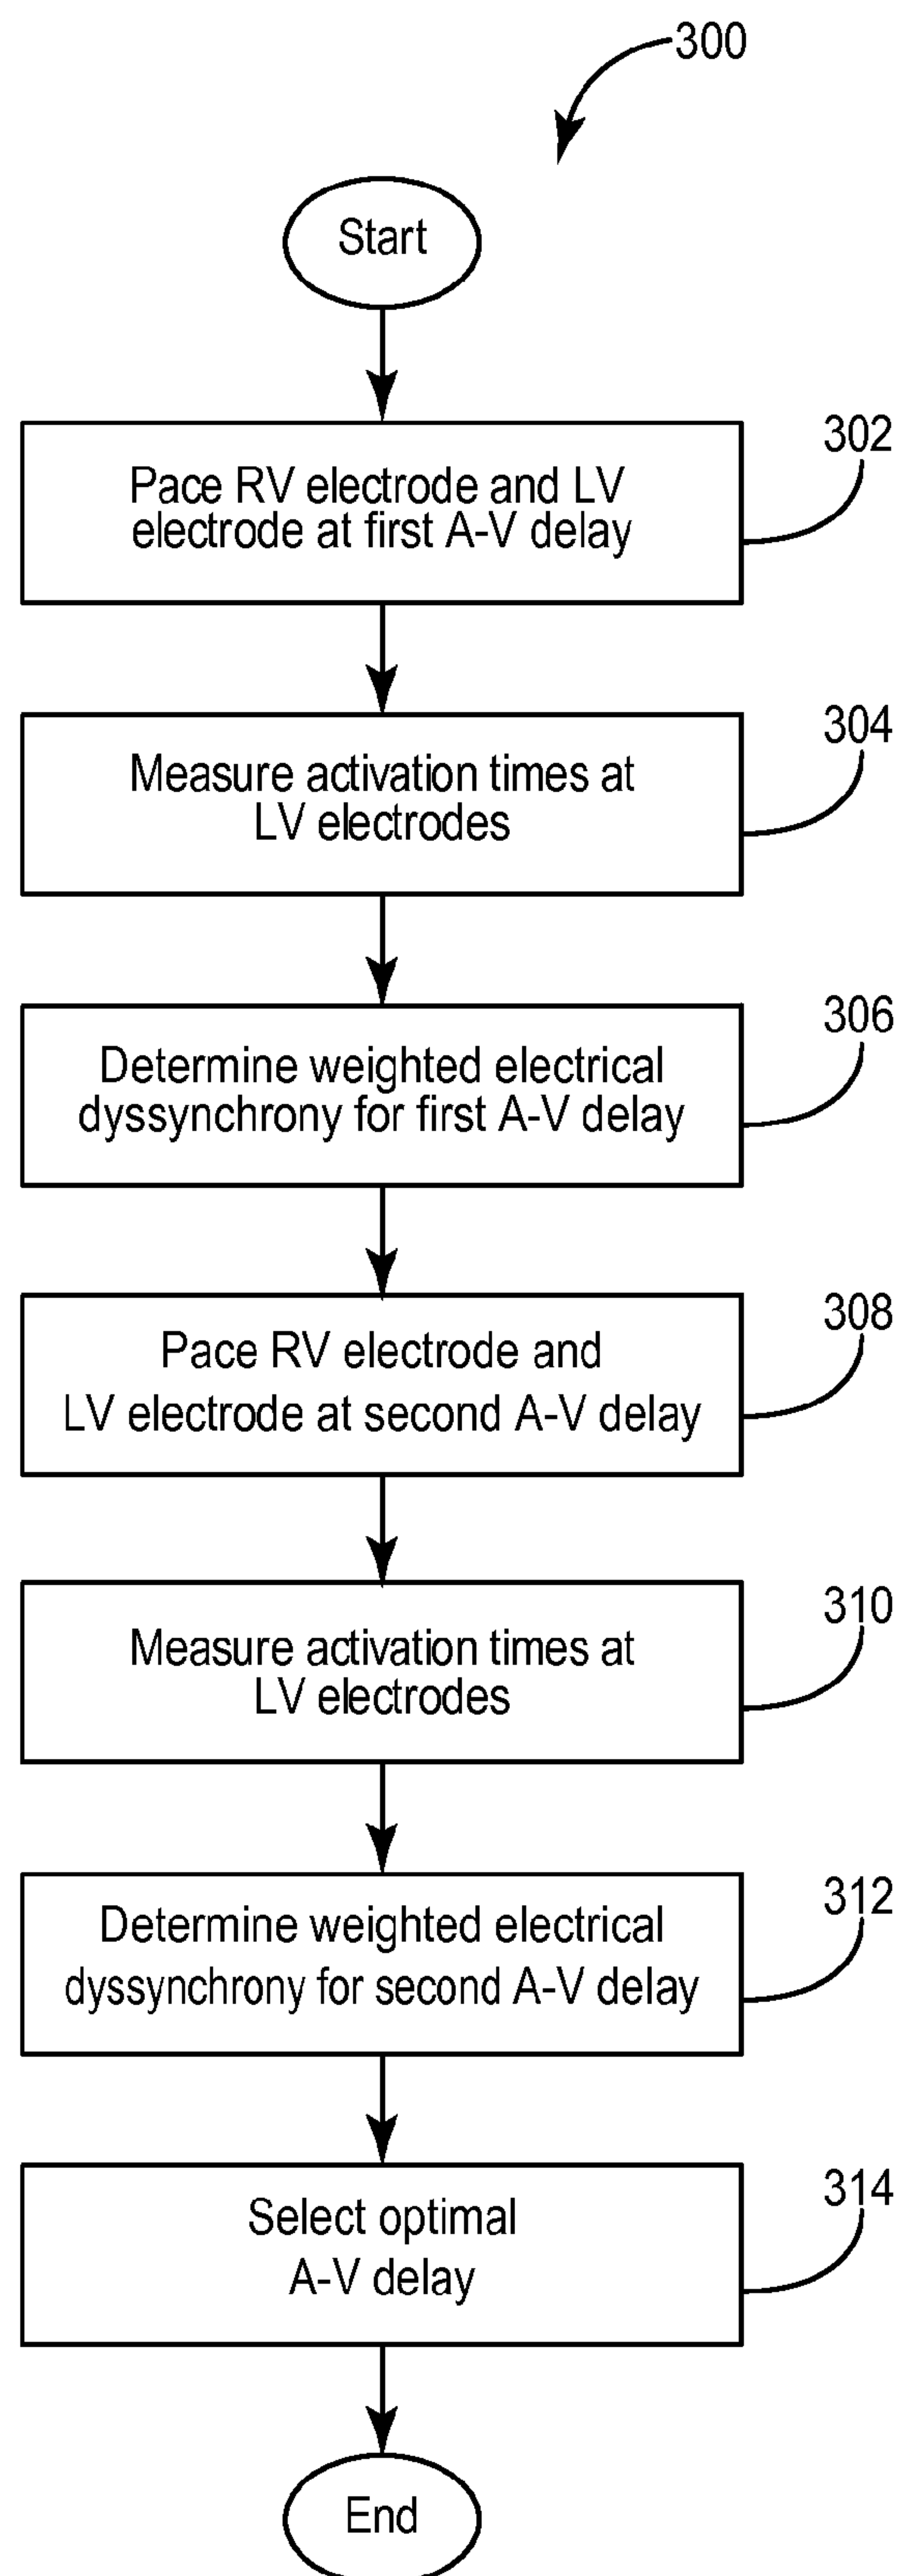 300
Start
302
Pace RV electrode and LV
electrode at first A-V delay
304
Measure activation times at
LV electrodes
306
Determine weighted electrical
dyssynchrony for first A-V delay
308
Pace RV electrode and
LV electrode at second A-V delay
310
Measure activation times at
LV electrodes
312
Determine weighted electrical
dyssynchrony for second A-V delay
314
Select optimal
A-V delay
End